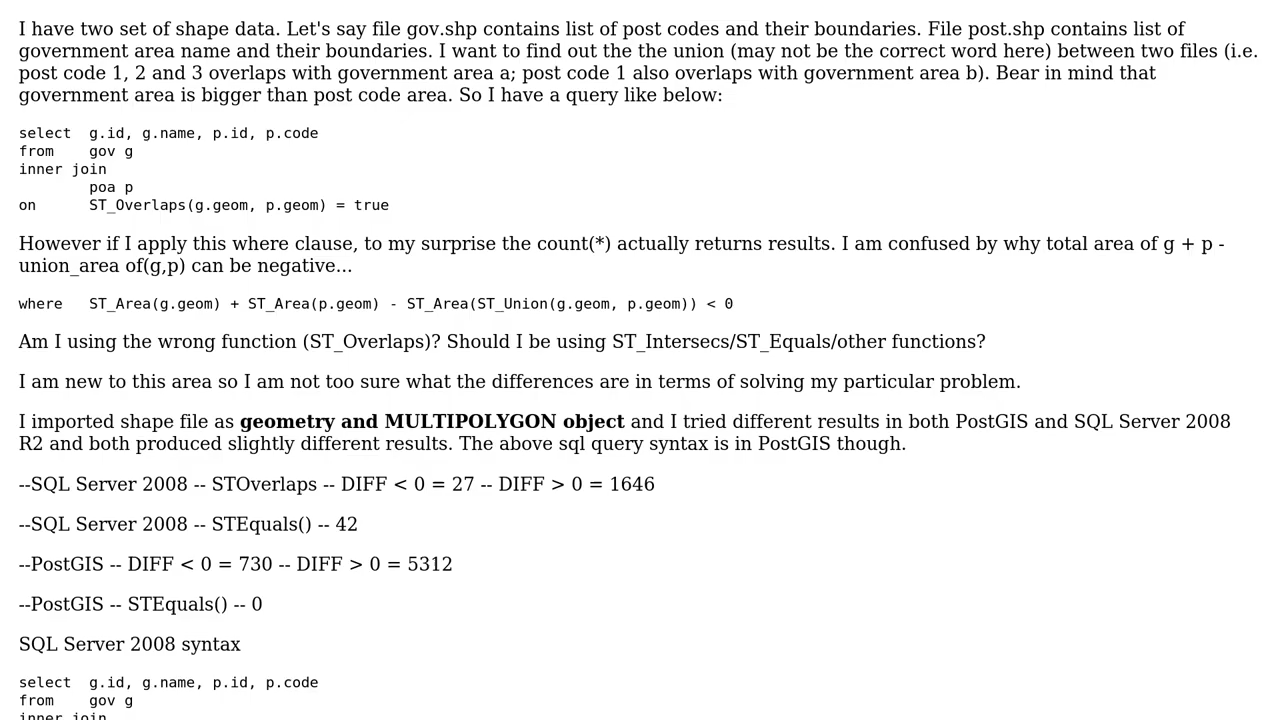 I have two set of shape data. Let's say file gov.shp contains list of post codes and their boundaries. File post.shp contains list of
government area name and their boundaries. I want to find out the the union (may not be the correct word here) between two files (i.e.
post code 1, 2 and 3 overlaps with government area a; post code 1 also overlaps with government area b). Bear in mind that
government area is bigger than post code area. So I have a query like below:
select  g.id, g.name, p.id, p.code
from    gov g
inner join
        poa p
on      ST_Overlaps(g.geom, p.geom) = true
However if I apply this where clause, to my surprise the count(*) actually returns results. I am confused by why total area of g + p -
union_area of(g,p) can be negative...
where   ST_Area(g.geom) + ST_Area(p.geom) - ST_Area(ST_Union(g.geom, p.geom)) < 0
Am I using the wrong function (ST_Overlaps)? Should I be using ST_Intersecs/ST_Equals/other functions?
I am new to this area so I am not too sure what the differences are in terms of solving my particular problem.
I imported shape file as geometry and MULTIPOLYGON object and I tried different results in both PostGIS and SQL Server 2008
R2 and both produced slightly different results. The above sql query syntax is in PostGIS though.
--SQL Server 2008 -- STOverlaps -- DIFF < 0 = 27 -- DIFF > 0 = 1646
--SQL Server 2008 -- STEquals() -- 42
--PostGIS -- DIFF < 0 = 730 -- DIFF > 0 = 5312
--PostGIS -- STEquals() -- 0
SQL Server 2008 syntax
select  g.id, g.name, p.id, p.code
from    gov g
inner join